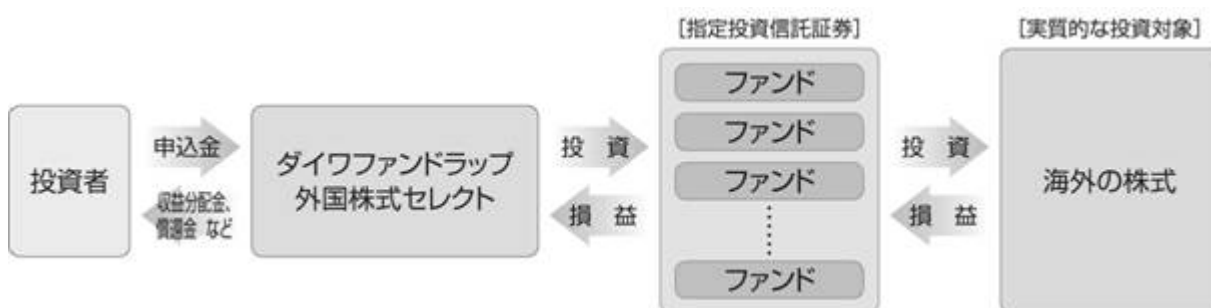 [指定投資信託証券]
[実質的な投資対象]
投資者
申込金
収益分配金、
償還金 など
ダイワファンドラップ
外国株式セレクト
投 資
損 益
ファンド
ファンド
ファンド
ファンド
投 資
損 益
海外の株式